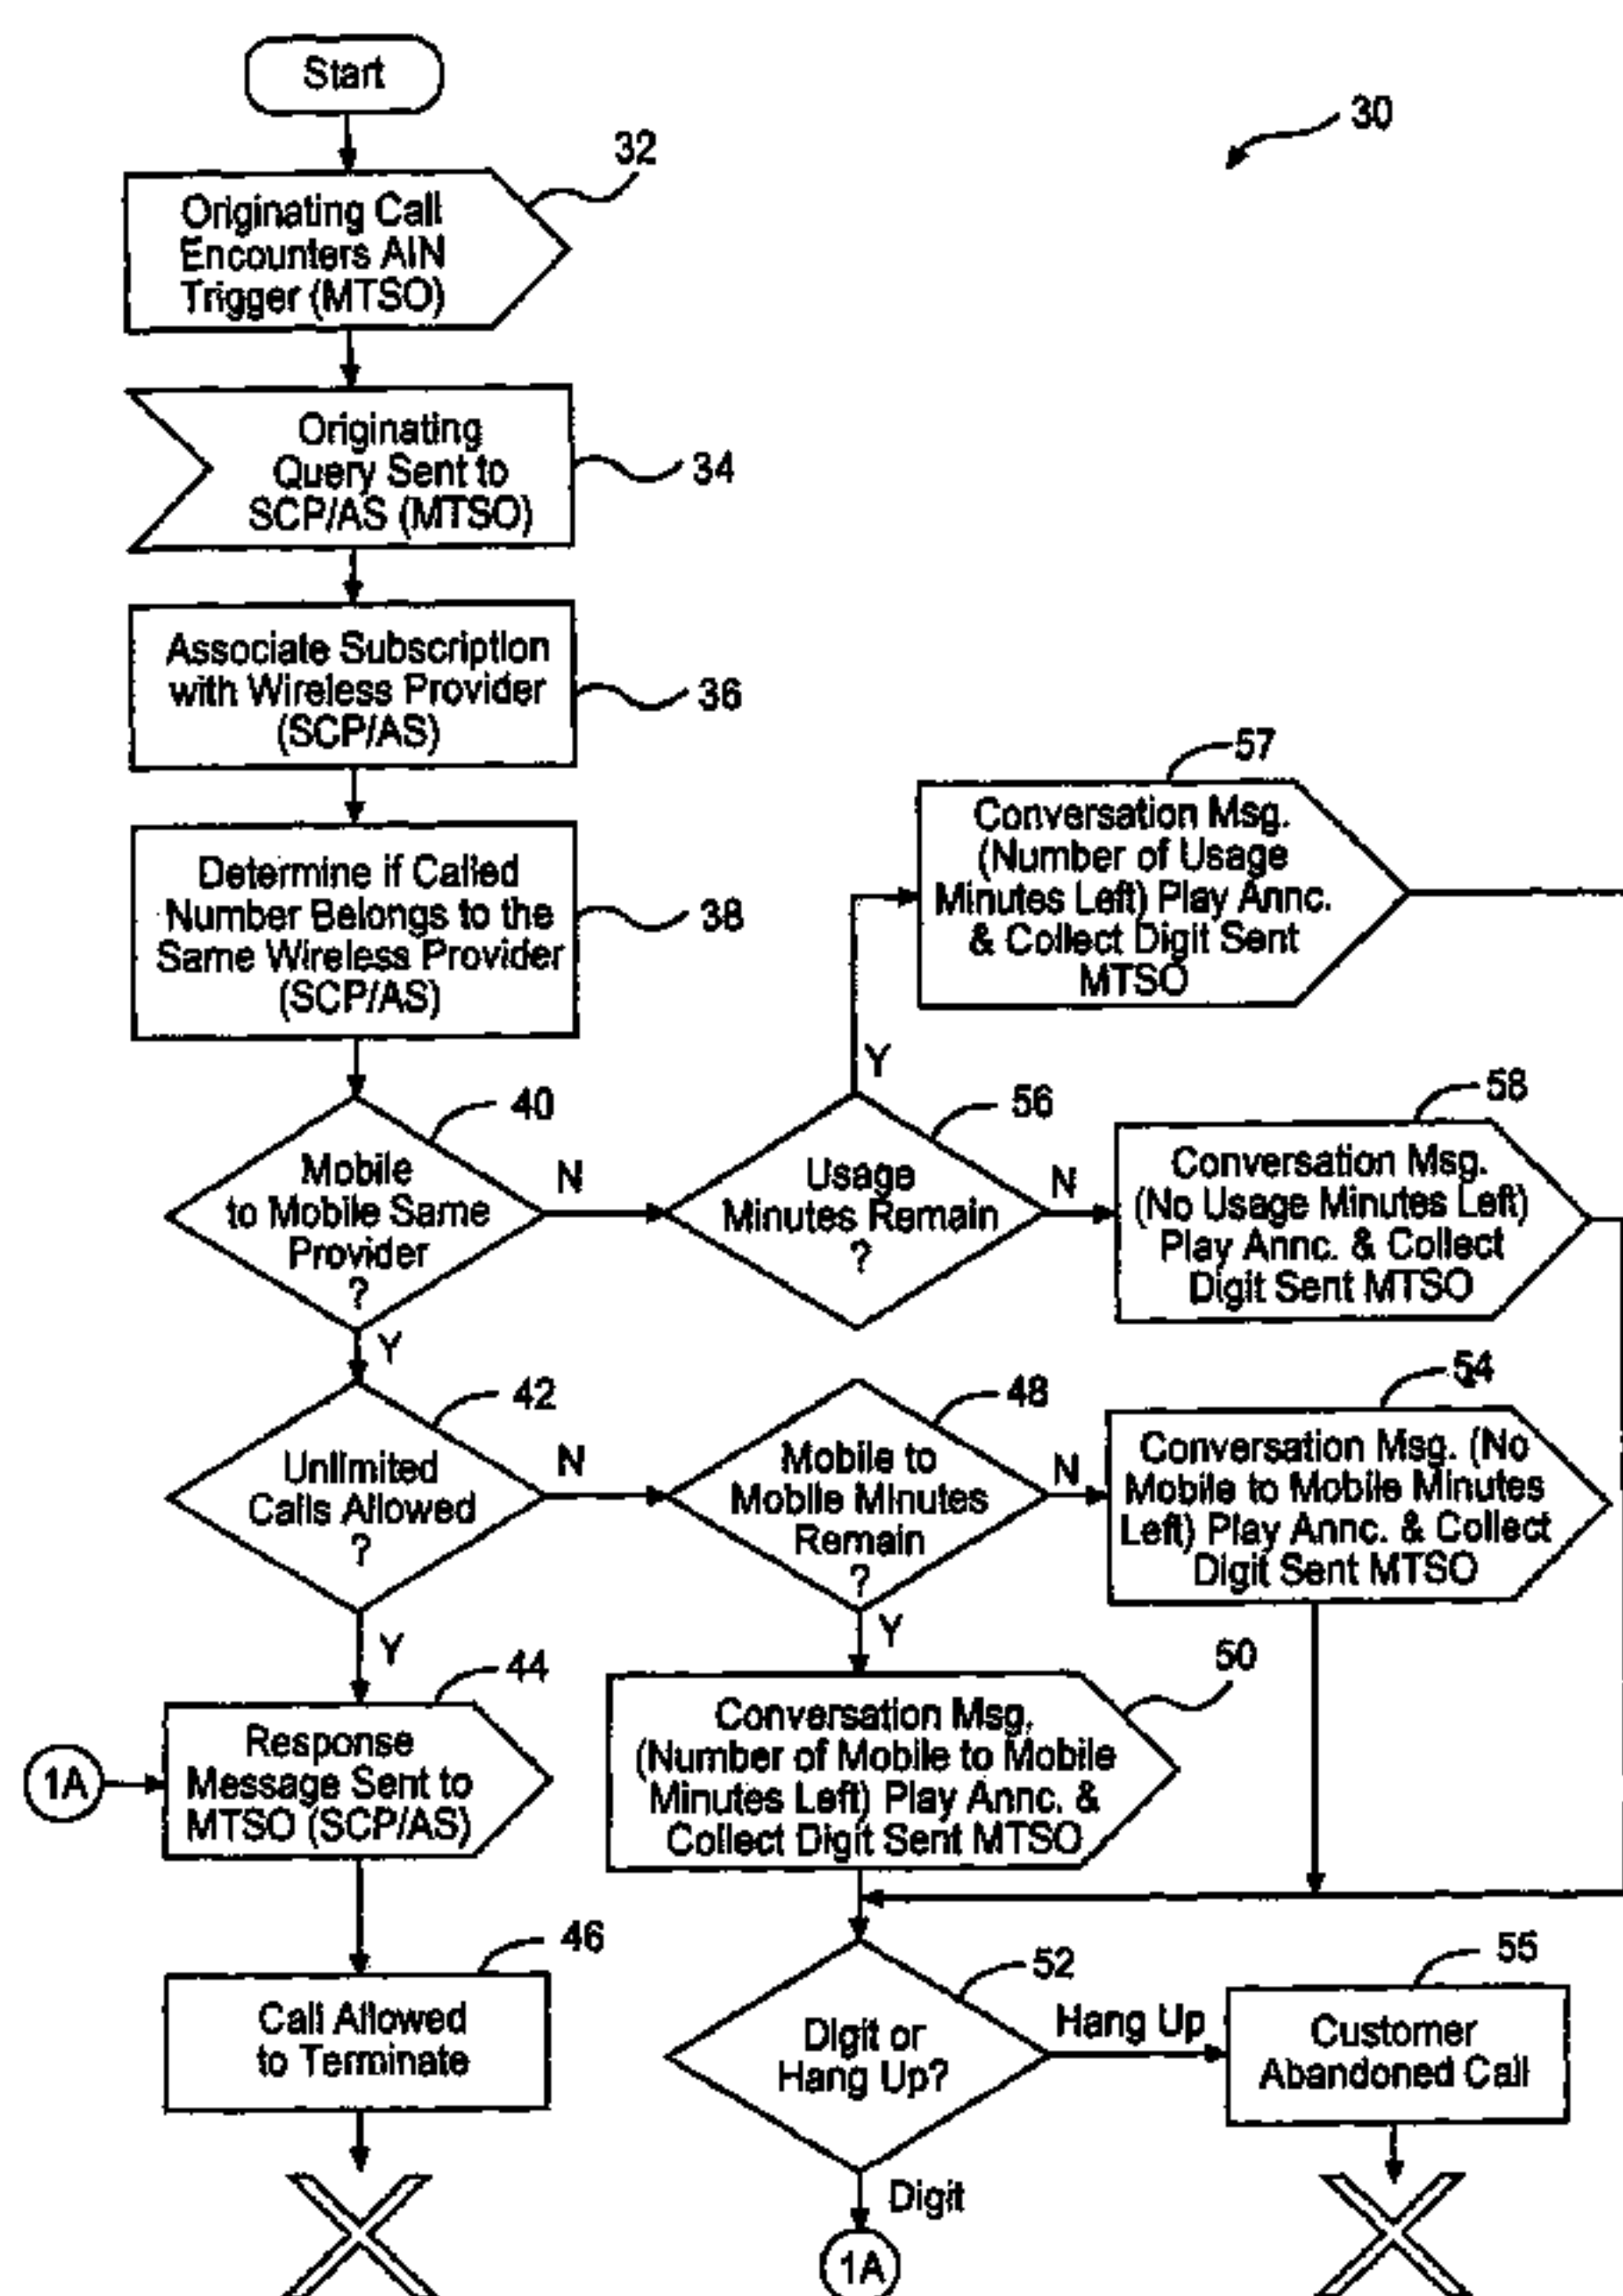 Start
30
32
Originating Call
Encounters AIN
Trigger (MTSO)
Originating
Query Sent to
SCP/AS (MTSO)
34
Associate Subscription
with Wireless Provider
(SCP/AS)
36
57
Conversation Msg.
(Number of Usage
Minutes Left) Play Annc.
& Collect Digit Sent
MTSO
Determine if Called
Number Belongs to the
Same Wireless Provider
(SCP/AS)
38
Y
40
Mobile
to Mobile Same
Provider
?
N
56
Usage
Minutes Remain
?
N
58
Conversation Msg.
(No Usage Minutes Left)
Play Annc. & Collect
Digit Sent MTSO
Y
42
Unlimited
Calls Allowed
?
N
48
Mobile to
Mobile Minutes
Remain
?
N
54
Conversation Msg. (No
Mobile to Mobile Minutes
Left) Play Annc. & Collect
Digit Sent MTSO
Y
Y
44
1A
Response
Message Sent to
MTSO (SCP/AS)
50
Conversation Msg.
(Number of Mobile to Mobile
Minutes Left) Play Annc. &
Collect Digit Sent MTSO
46
Call Allowed
to Terminate
52
Digit or
Hang Up?
Hang Up
55
Customer
Abandoned Call
Digit
1A